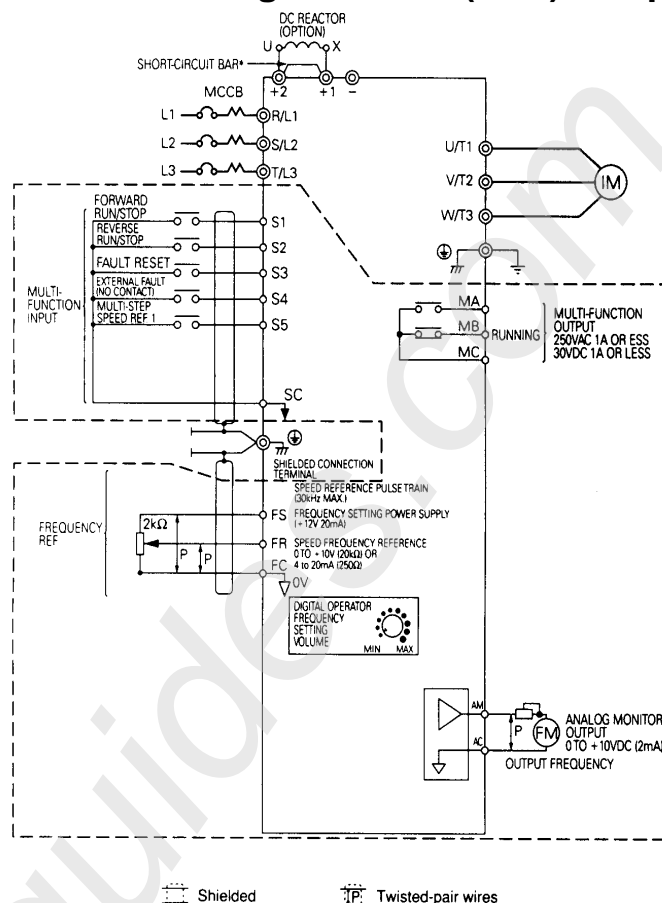 DC REACTOR
(OPTION)
U X
SHORT-CIRCUIT BAR*
+2 +1 −
MCCB
L1 R/L1
L2 S/L2
L3 T/L3
U/T1
V/T2
W/T3
IM
FORWARD
RUN/STOP
S1
REVERSE
RUN/STOP
S2
FAULT RESET
S3
EXTERNAL FAULT
(NO CONTACT)
S4
MULTI-STEP
SPEED REF 1
S5
MULTI-
FUNCTION
INPUT
SC
MA
MB
MC
RUNNING
MULTI-FUNCTION
OUTPUT
250VAC 1A OR ESS
30VDC 1A OR LESS
SHIELDED CONNECTION
TERMINAL
SPEED REFERENCE PULSE TRAIN
(30kHz MAX.)
FREQUENCY
REF
2kΩ
P
P
FS FREQUENCY SETTING POWER SUPPLY
(+12V 20mA)
FR SPEED FREQUENCY REFERENCE
0 TO +10V (20kΩ) OR
FC 4 to 20mA (250Ω)
0V
DIGITAL OPERATOR
FREQUENCY
SETTING
VOLUME
MIN MAX
AM
P
FM
AC
ANALOG MONITOR
OUTPUT
0 TO +10VDC (2mA)
OUTPUT FREQUENCY
Shielded
P Twisted-pair wires